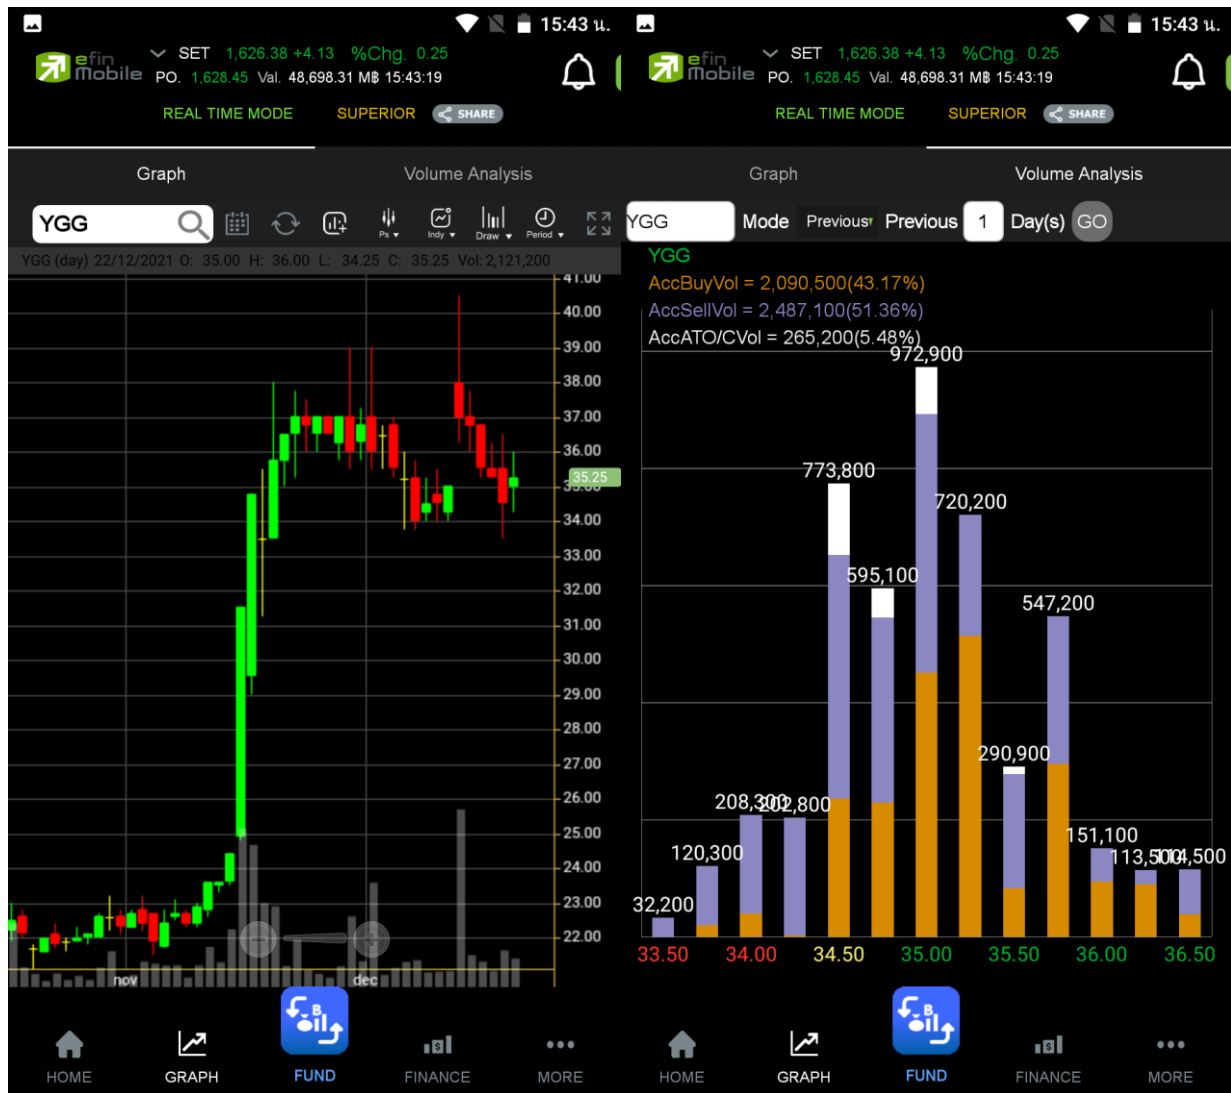 15:43 น.
efin Mobile
SET 1,626.38 +4.13 %Chg. 0.25
PO. 1,628.45 Val. 48,698.31 M฿ 15:43:19
REAL TIME MODE SUPERIOR SHARE
Graph Volume Analysis
YGG Ps Indy Draw Period
YGG (day) 22/12/2021 O: 35.00 H: 36.00 L: 34.25 C: 35.25 Vol:2,121,200
41.00
40.00
39.00
38.00
37.00
36.00
35.25
35.00
34.00
33.00
32.00
31.00
30.00
29.00
28.00
27.00
26.00
25.00
24.00
23.00
22.00
nov dec
B
Oil
HOME GRAPH FUND FINANCE MORE
15:43 น.
efin Mobile
SET 1,626.38 +4.13 %Chg. 0.25
PO. 1,628.45 Val. 48,698.31 M฿ 15:43:19
REAL TIME MODE SUPERIOR SHARE
Graph Volume Analysis
YGG Mode Previous Previous 1 Day(s) GO
YGG
AccBuyVol = 2,090,500(43.17%)
AccSellVol = 2,487,100(51.36%)
AccATO/CVol = 265,200(5.48%)
972,900
773,800
720,200
595,100
547,200
290,900
208,300
202,800
151,100
120,300
113,500
114,500
32,200
33.50 34.00 34.50 35.00 35.50 36.00 36.50
B
Oil
HOME GRAPH FUND FINANCE MORE